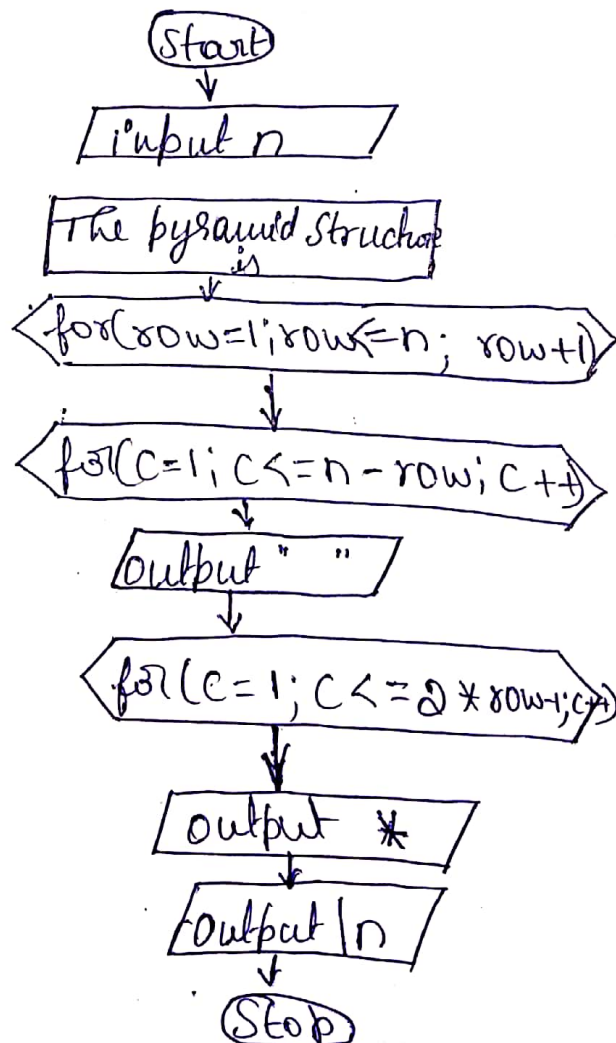 Start
input n
The pyramid structure
is
for(row=1;row<=n; row+1)
for(c=1; c<=n-row; c++)
output " "
for(c=1; c<=2*row-1;c++)
output *
output \n
Stop